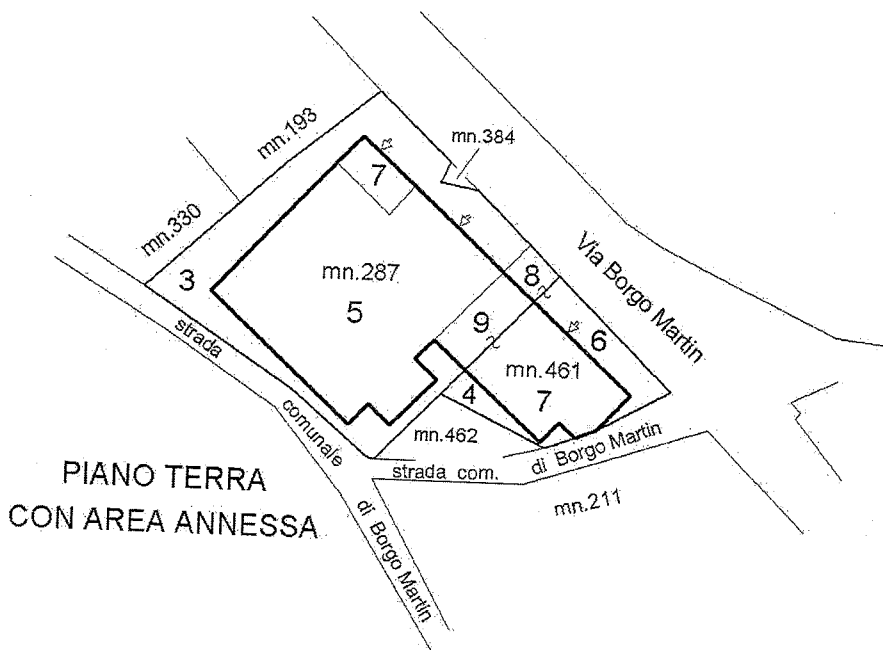 mn.193
mn.384
7
mn.330
mn.287
3
5
8
Via Borgo Martin
6
9
strada
mn.461
4
7
comunale
mn.462
di Borgo Martin
strada com.
PIANO TERRA
CON AREA ANNESSA
mn.211
di Borgo Martin